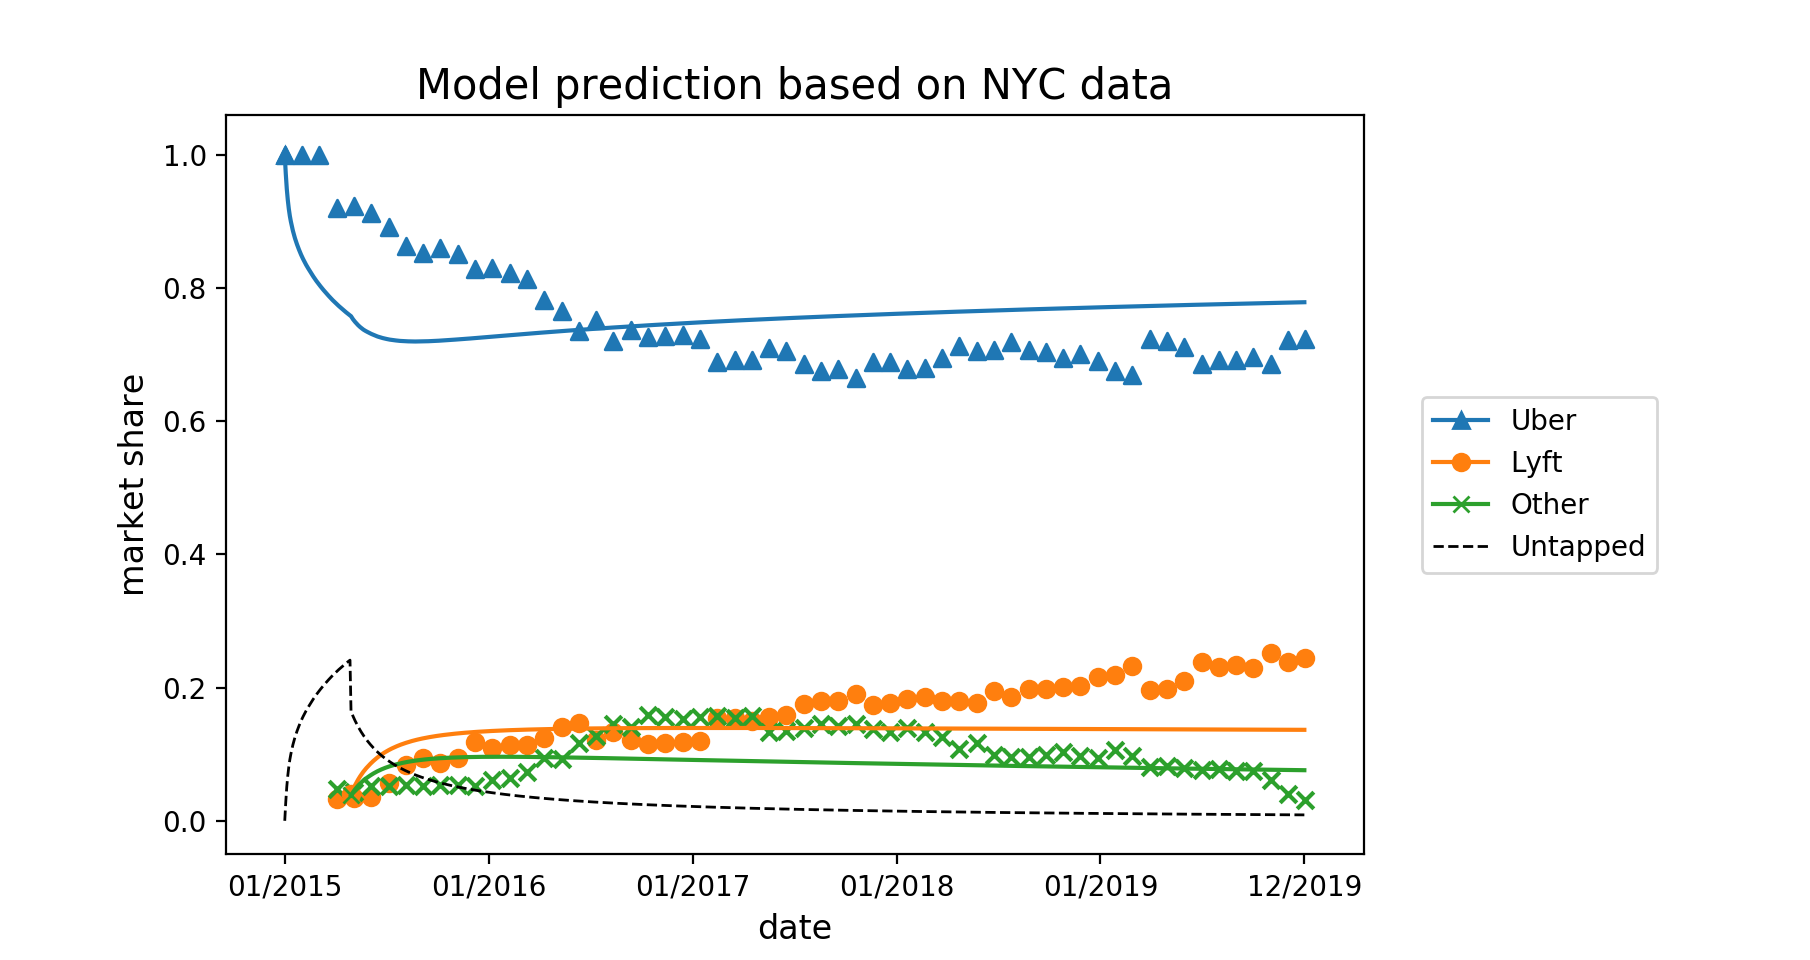 Model prediction based on NYC data
1.0
0.8
0.6
0.4
0.2
0.0
market share
01/2015
01/2016
01/2017
01/2018
01/2019
12/2019
date
Uber
Lyft
Other
Untapped